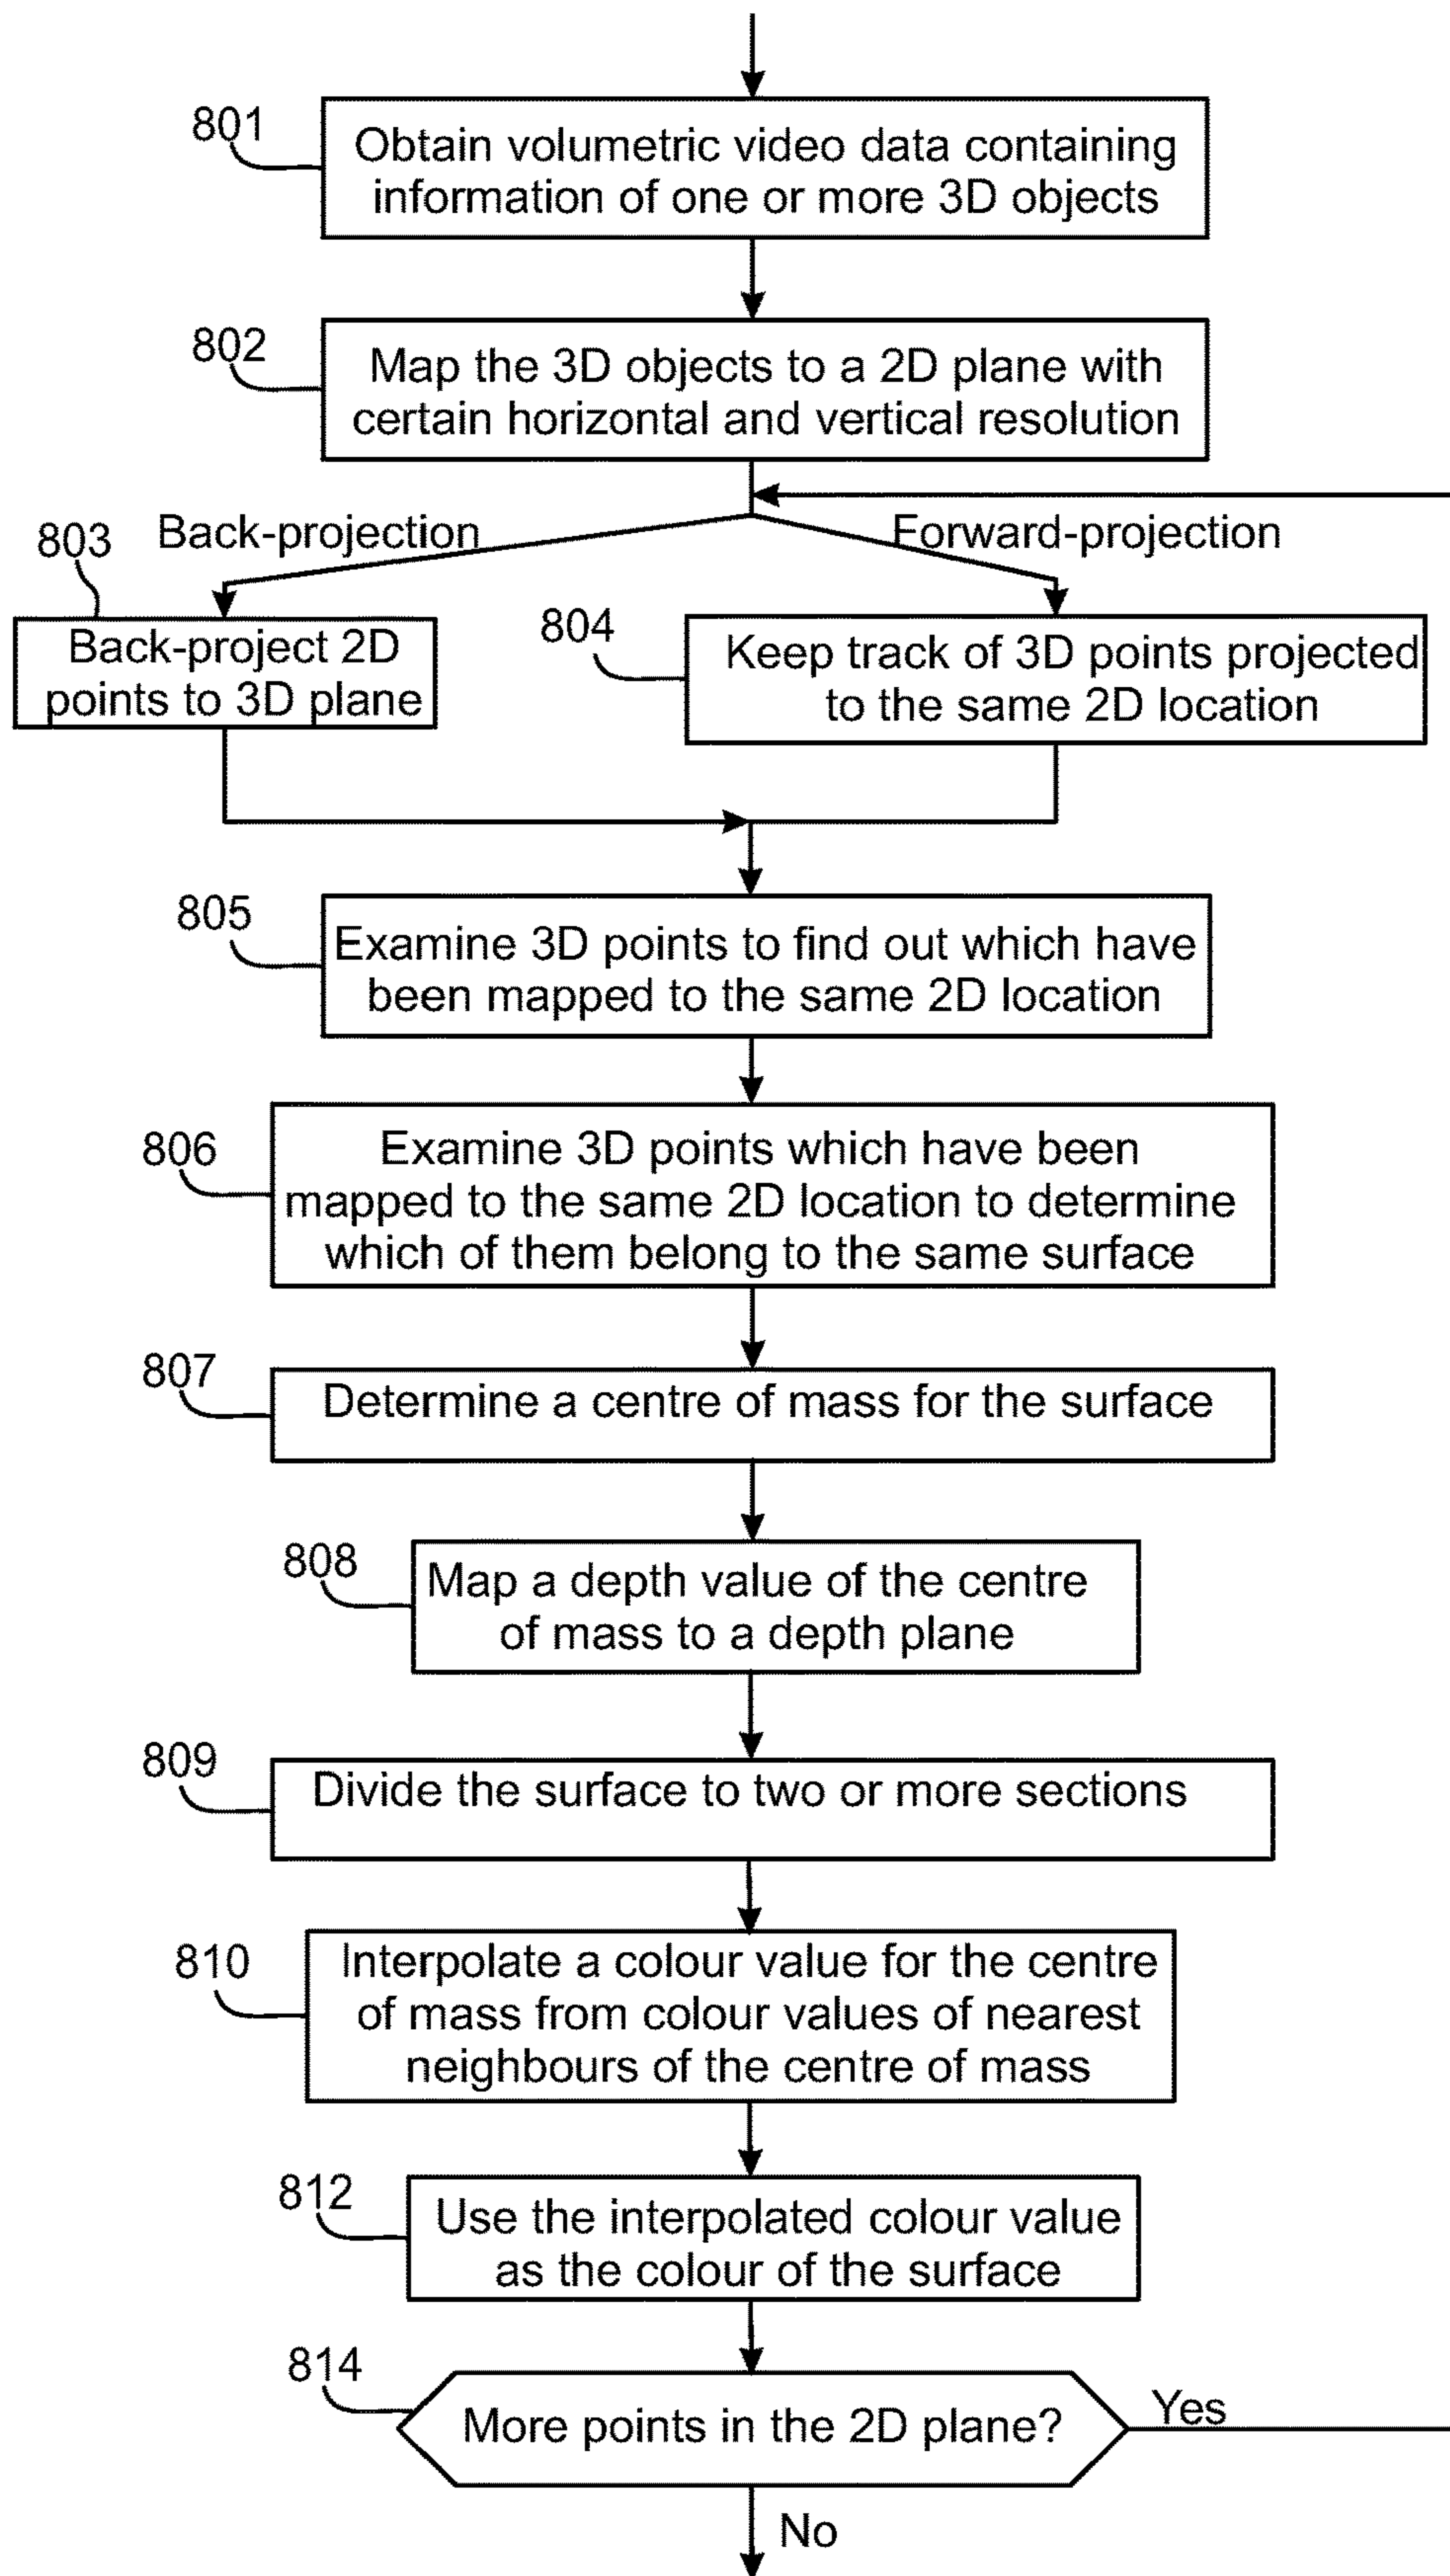 801
Obtain volumetric video data containing
information of one or more 3D objects
802
Map the 3D objects to a 2D plane with
certain horizontal and vertical resolution
Back-projection
Forward-projection
803
Back-project 2D
points to 3D plane
804
Keep track of 3D points projected
to the same 2D location
805
Examine 3D points to find out which have
been mapped to the same 2D location
806
Examine 3D points which have been
mapped to the same 2D location to determine
which of them belong to the same surface
807
Determine a centre of mass for the surface
808
Map a depth value of the centre
of mass to a depth plane
809
Divide the surface to two or more sections
810
Interpolate a colour value for the centre
of mass from colour values of nearest
neighbours of the centre of mass
812
Use the interpolated colour value
as the colour of the surface
814
More points in the 2D plane?
Yes
No